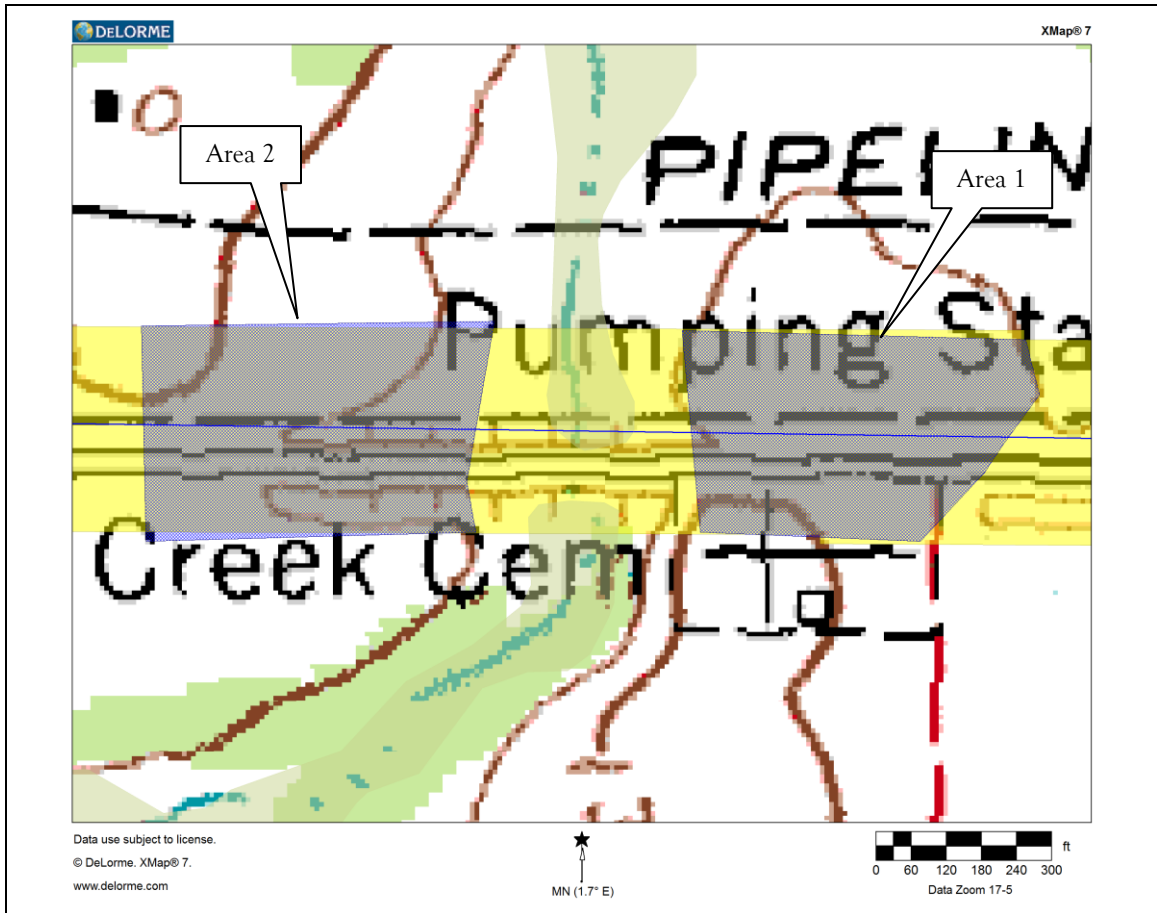 DELORME
XMap® 7
PIPELIN
Area 2
Area 1
Pumping Sta
Creek Cem
Data use subject to license.
© DeLorme. XMap® 7.
www.delorme.com
MN (1.7° E)
ft
0 60 120 180 240 300
Data Zoom 17-5